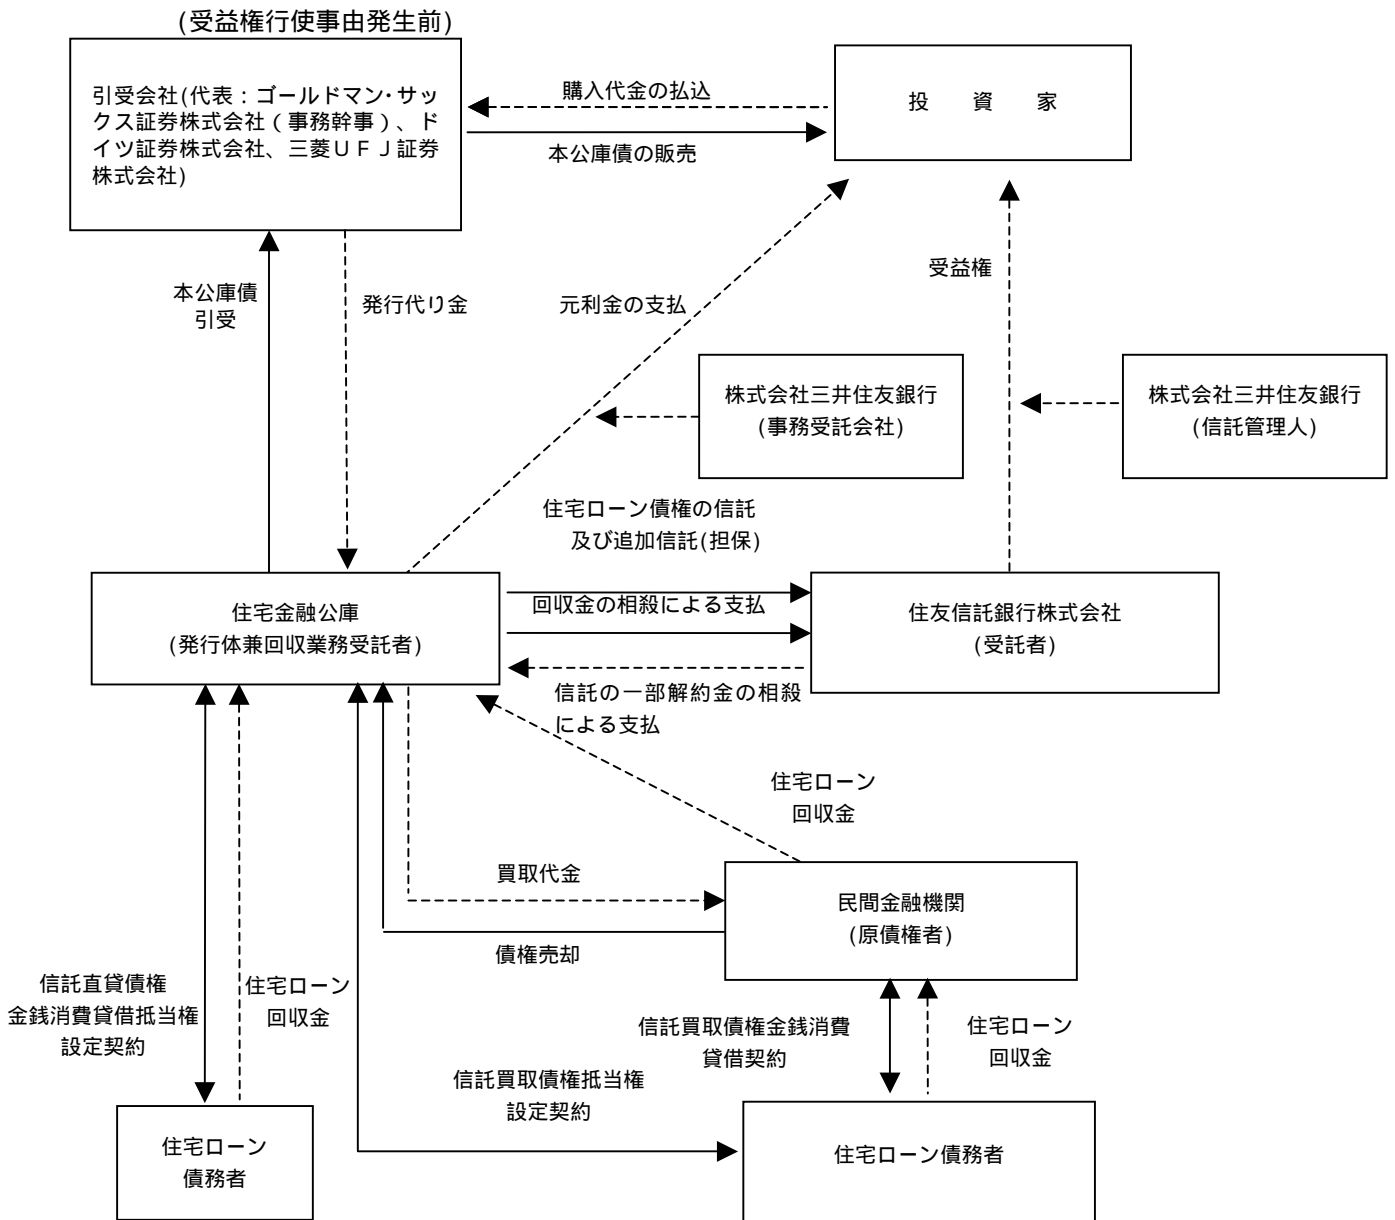 (受益権行使事由発生前)
引受会社(代表：ゴールドマン・サッ
クス証券株式会社（事務幹事）、ド
イツ証券株式会社、三菱ＵＦＪ証券
株式会社)
購入代金の払込
本公庫債の販売
投　資　家
本公庫債
引受
発行代り金
元利金の支払
受益権
株式会社三井住友銀行
(事務受託会社)
株式会社三井住友銀行
(信託管理人)
住宅ローン債権の信託
及び追加信託(担保)
住宅金融公庫
(発行体兼回収業務受託者)
回収金の相殺による支払
住友信託銀行株式会社
(受託者)
信託の一部解約金の相殺
による支払
住宅ローン
回収金
買取代金
民間金融機関
(原債権者)
債権売却
信託直貸債権
金銭消費貸借抵当権
設定契約
住宅ローン
回収金
信託買取債権金銭消費
貸借契約
住宅ローン
回収金
信託買取債権抵当権
設定契約
住宅ローン
債務者
住宅ローン債務者